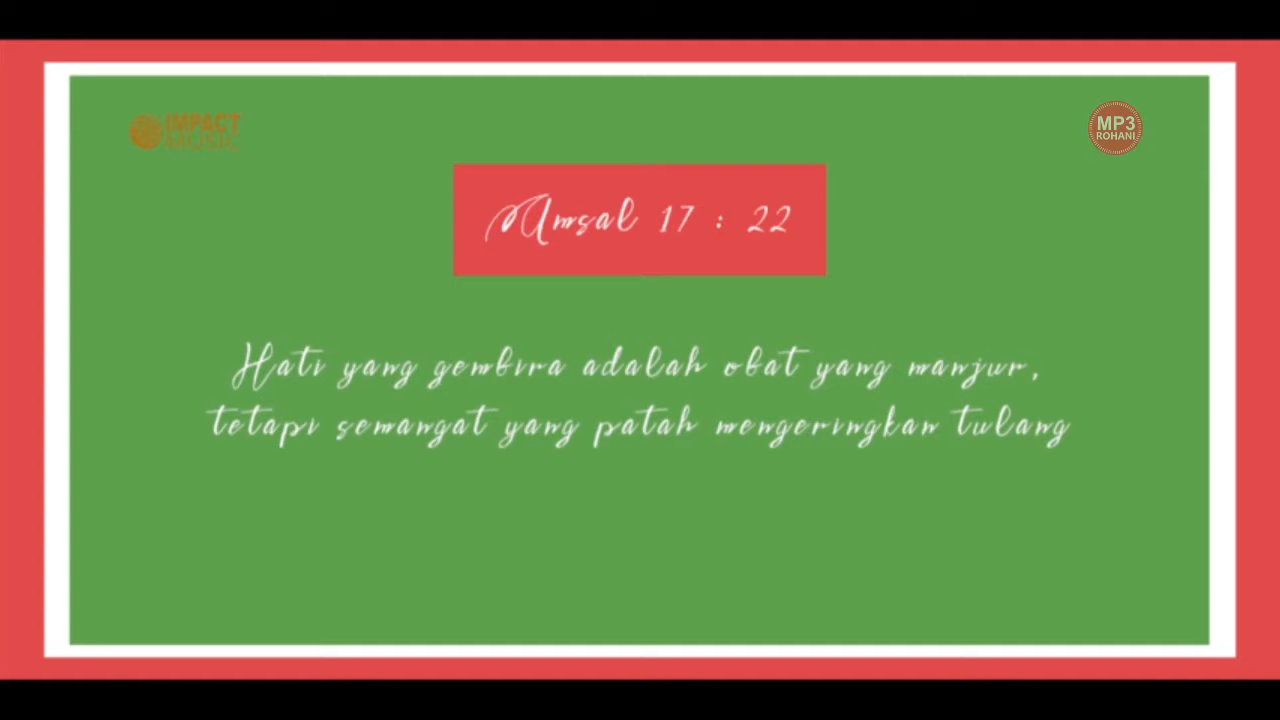 IMPACT
MUSIC
MP3
ROHANI
Amsal 17 : 22
Hati yang gembira adalah obat yang manjur,
tetapi semangat yang patah mengeringkan tulang